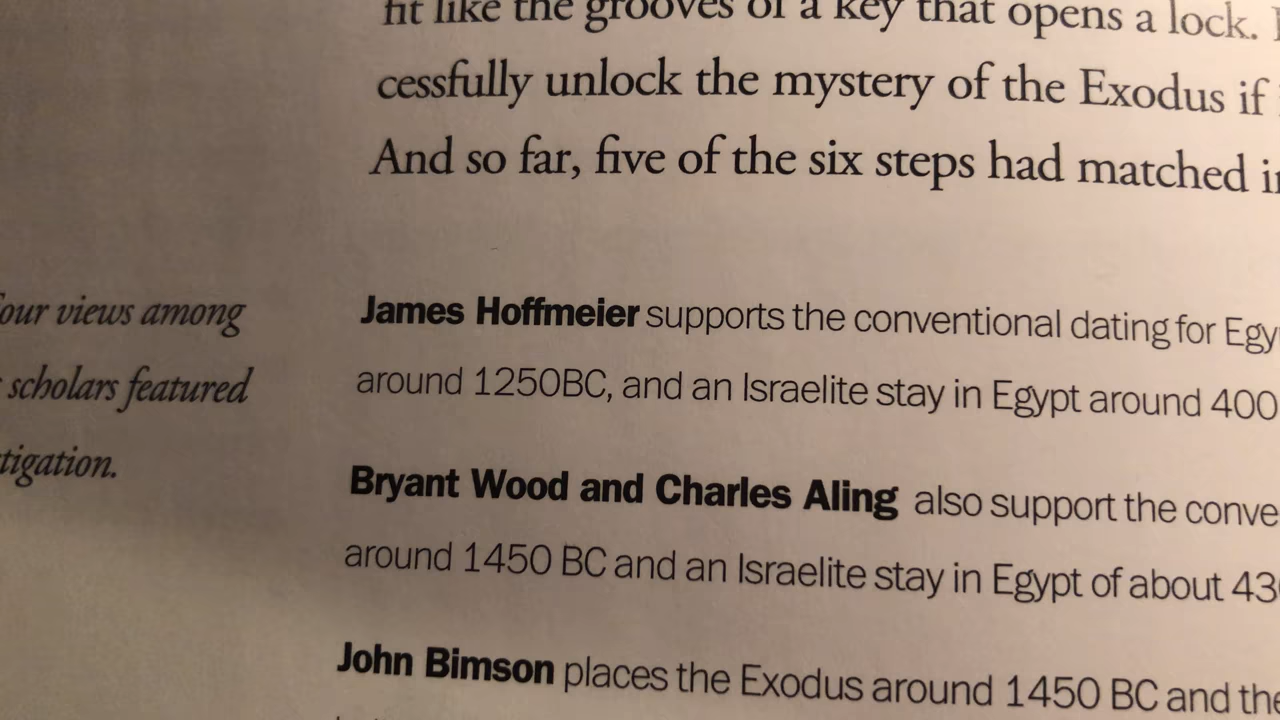 fit like the grooves of a key that opens a lock.
cessfully unlock the mystery of the Exodus if
And so far, five of the six steps had matched
our views among
scholars featured
tigation.
James Hoffmeier supports the conventional dating for Egy
around 1250BC, and an Israelite stay in Egypt around 400
Bryant Wood and Charles Aling also support the conve
around 1450 BC and an Israelite stay in Egypt of about 43
John Bimson places the Exodus around 1450 BC and the